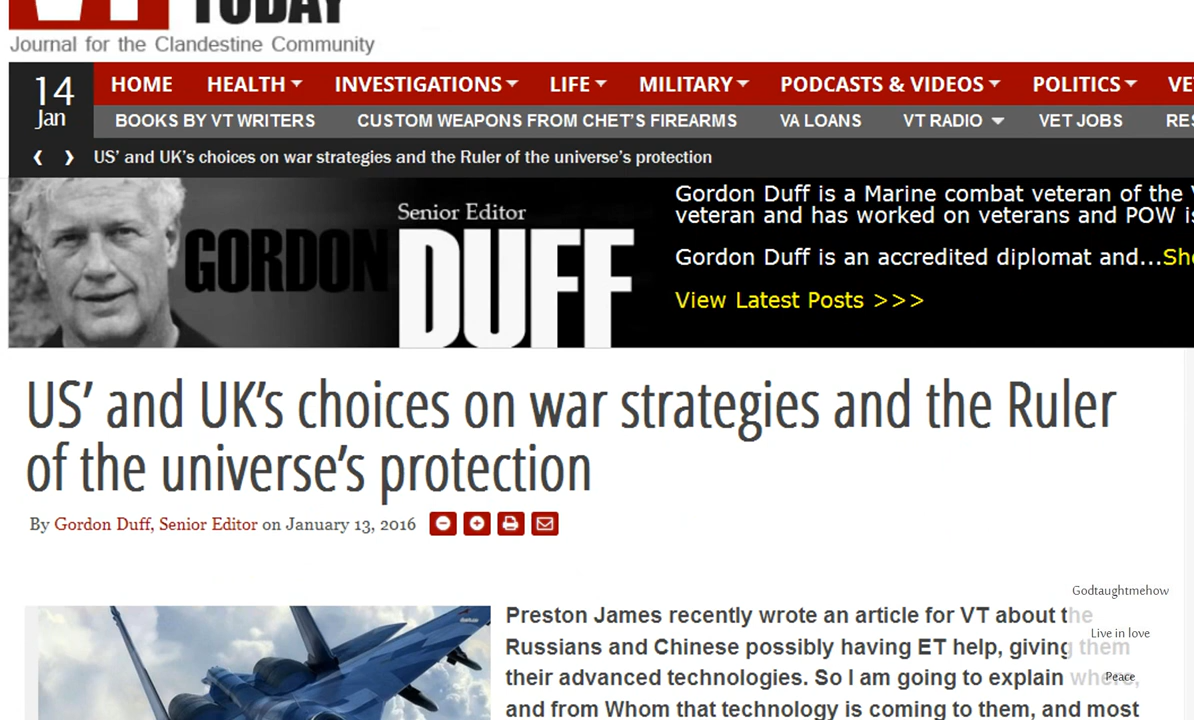 TODAY
Journal for the Clandestine Community
14
Jan
HOME HEALTH INVESTIGATIONS LIFE MILITARY PODCASTS & VIDEOS POLITICS VE
BOOKS BY VT WRITERS CUSTOM WEAPONS FROM CHET'S FIREARMS VA LOANS VT RADIO VET JOBS RES
US' and UK's choices on war strategies and the Ruler of the universe's protection
Senior Editor
GORDON DUFF
Gordon Duff is a Marine combat veteran of the V
veteran and has worked on veterans and POW is
Gordon Duff is an accredited diplomat and...Sh
View Latest Posts >>>
US' and UK's choices on war strategies and the Ruler
of the universe's protection
By Gordon Duff, Senior Editor on January 13, 2016
Godtaughtmehow
Preston James recently wrote an article for VT about the
Live in love
Russians and Chinese possibly having ET help, giving them
Peace
their advanced technologies. So I am going to explain where,
and from Whom that technology is coming to them, and most